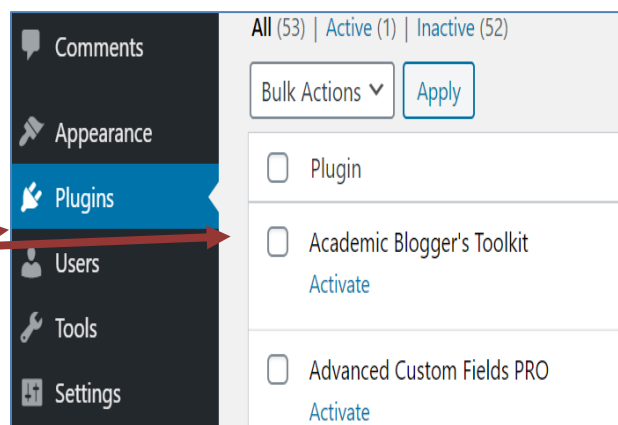 Comments
Appearance
Plugins
Users
Tools
Settings
All (53) | Active (1) | Inactive (52)
Bulk Actions
Apply
Plugin
Academic Blogger's Toolkit
Activate
Advanced Custom Fields PRO
Activate